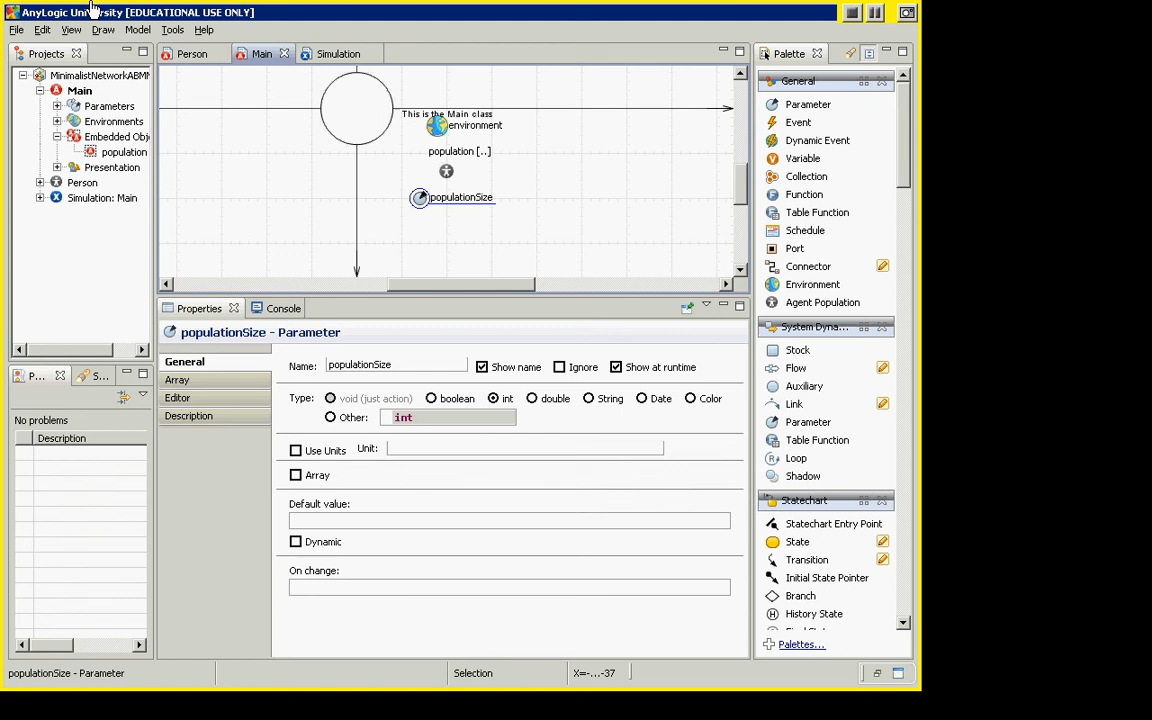 AnyLogic University [EDUCATIONAL USE ONLY]
File Edit View Draw Model Tools Help
Projects
MinimalistNetworkABMM
Main
Parameters
Environments
Embedded Obj
population
Presentation
Person
Simulation: Main
P... S...
No problems
Description
Person Main Simulation
This is the Main class
environment
population [..]
populationSize
Properties Console
populationSize - Parameter
General
Array
Editor
Description
Name: populationSize Show name Ignore Show at runtime
Type: void (just action) boolean int double String Date Color
Other: int
Use Units Unit:
Array
Default value:
Dynamic
On change:
Palette
General
Parameter
Event
Dynamic Event
Variable
Collection
Function
Table Function
Schedule
Port
Connector
Environment
Agent Population
System Dyna...
Stock
Flow
Auxiliary
Link
Parameter
Table Function
Loop
Shadow
Statechart
Statechart Entry Point
State
Transition
Initial State Pointer
Branch
History State
Palettes...
populationSize - Parameter
Selection
X=-...-37